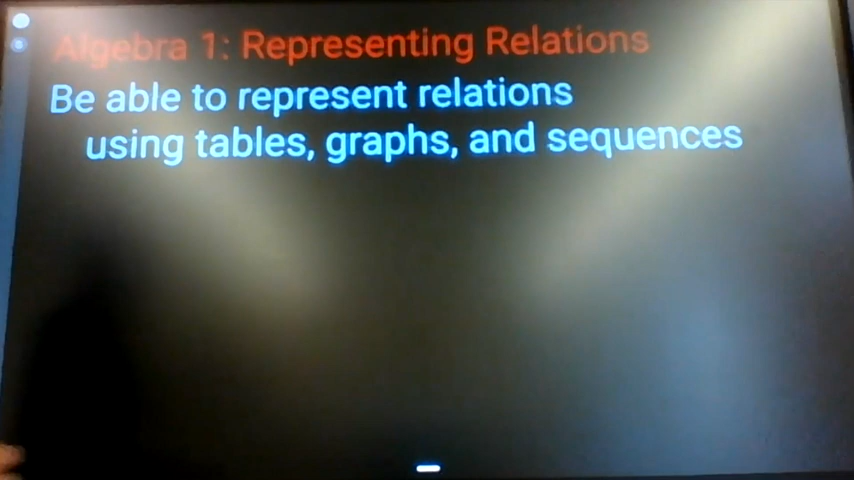 Algebra 1: Representing Relations
Be able to represent relations
using tables, graphs, and sequences